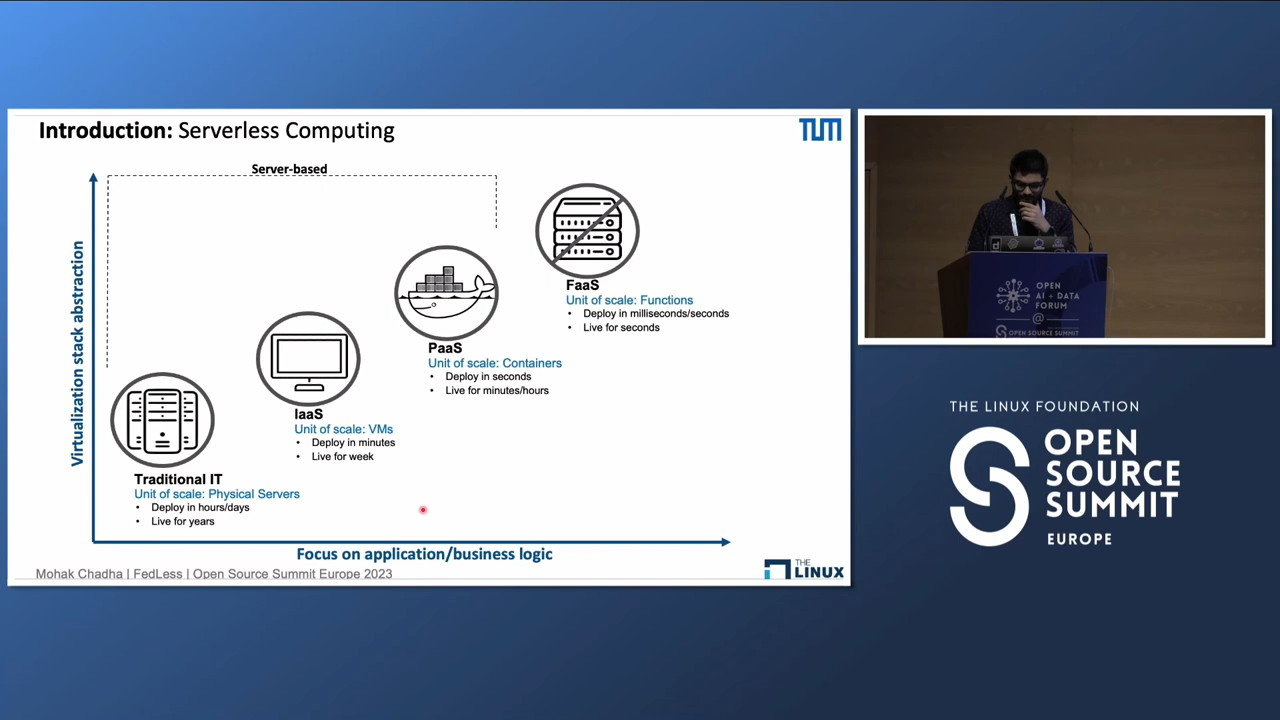 Introduction: Serverless Computing
TUM
Server-based
Virtualization stack abstraction
FaaS
Unit of scale: Functions
• Deploy in milliseconds/seconds
• Live for seconds
PaaS
Unit of scale: Containers
• Deploy in seconds
• Live for minutes/hours
IaaS
Unit of scale: VMs
• Deploy in minutes
• Live for week
Traditional IT
Unit of scale: Physical Servers
• Deploy in hours/days
• Live for years
Focus on application/business logic
Mohak Chadha | FedLess | Open Source Summit Europe 2023
THE
LINUX
OPEN
AI + DATA
FORUM
@
OPEN SOURCE SUMMIT
THE LINUX FOUNDATION
OPEN
SOURCE
SUMMIT
EUROPE